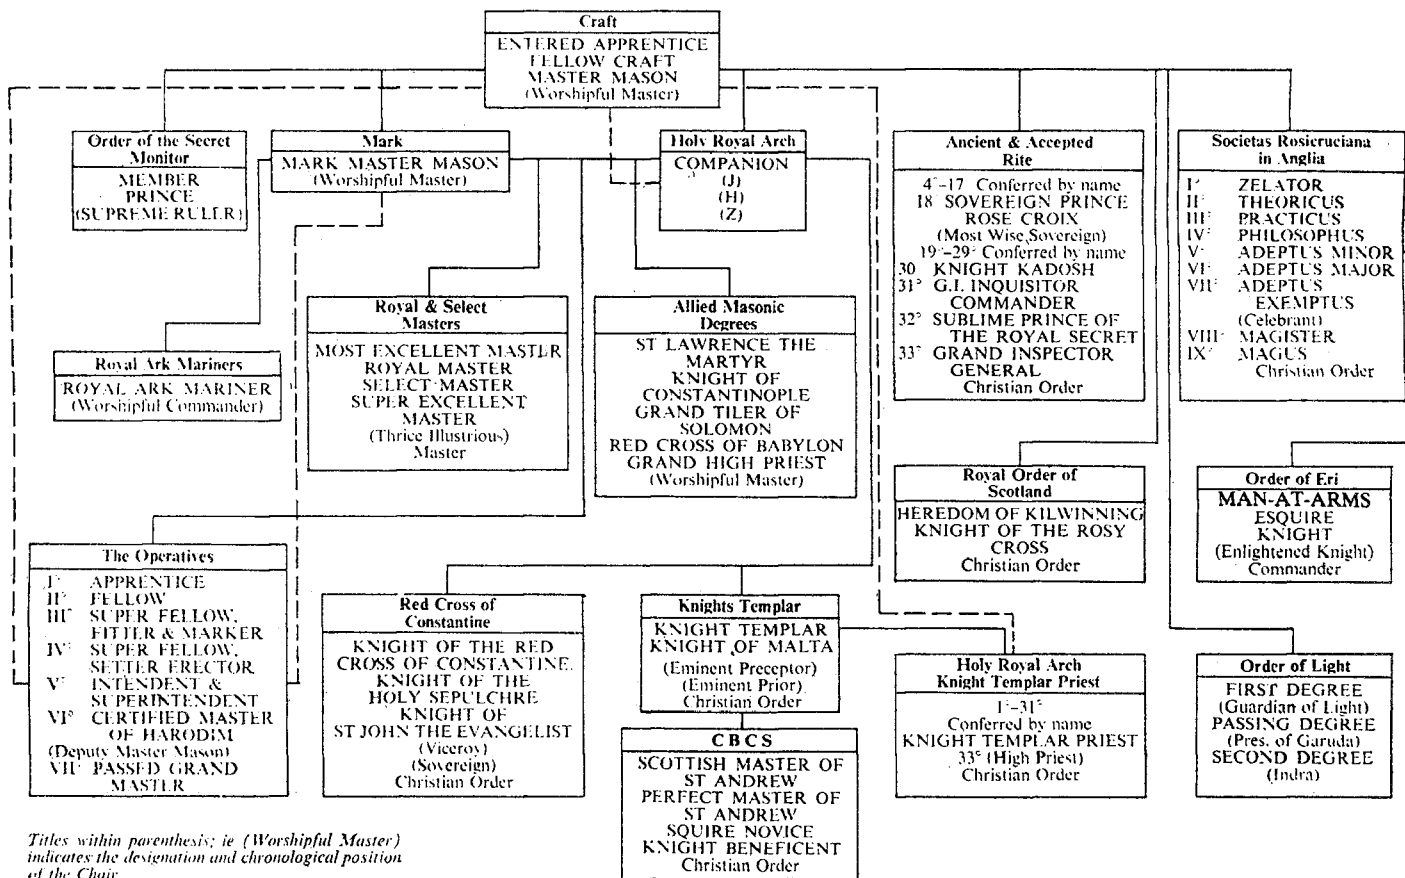 Craft
ENTERED APPRENTICE
FELLOW CRAFT
MASTER MASON
(Worshipful Master)
Order of the Secret
Monitor
MEMBER
PRINCE
(SUPREME RULER)
Mark
MARK MASTER MASON
(Worshipful Master)
Holy Royal Arch
COMPANION
(J)
(H)
(Z)
Ancient & Accepted
Rite
4°-17 Conferred by name
18 SOVEREIGN PRINCE
ROSE CROIX
(Most Wise Sovereign)
19°-29° Conferred by name
30 KNIGHT KADOSH
31° G.I. INQUISITOR
COMMANDER
32° SUBLIME PRINCE OF
THE ROYAL SECRET
33° GRAND INSPECTOR
GENERAL
Christian Order
Societas Rosicruciana
in Anglia
I° ZELATOR
II° THEORICUS
III° PRACTICUS
IV° PHILOSOPHUS
V° ADEPTUS MINOR
VI° ADEPTUS MAJOR
VII° ADEPTUS
EXEMPTUS
(Celebrant)
VIII° MAGISTER
IX° MAGUS
Christian Order
Royal Ark Mariners
ROYAL ARK MARINER
(Worshipful Commander)
Royal & Select
Masters
MOST EXCELLENT MASTER
ROYAL MASTER
SELECT MASTER
SUPER EXCELLENT
MASTER
(Thrice Illustrious)
Master
Allied Masonic
Degrees
ST LAWRENCE THE
MARTYR
KNIGHT OF
CONSTANTINOPLE
GRAND TILER OF
SOLOMON
RED CROSS OF BABYLON
GRAND HIGH PRIEST
(Worshipful Master)
Royal Order of
Scotland
HEREDOM OF KILWINNING
KNIGHT OF THE ROSY
CROSS
Christian Order
Order of Eri
MAN-AT-ARMS
ESQUIRE
KNIGHT
(Enlightened Knight)
Commander
The Operatives
I° APPRENTICE
II° FELLOW
III° SUPER FELLOW,
FITTER & MARKER
IV° SUPER FELLOW,
SETTER ERECTOR
V° INTENDENT &
SUPERINTENDENT
VI° CERTIFIED MASTER
OF HARODIM
(Deputy Master Mason)
VII° PASSED GRAND
MASTER
Red Cross of
Constantine
KNIGHT OF THE RED
CROSS OF CONSTANTINE.
KNIGHT OF THE
HOLY SEPULCHRE
KNIGHT OF
ST JOHN THE EVANGELIST
(Viceroy)
(Sovereign)
Christian Order
Knights Templar
KNIGHT TEMPLAR
KNIGHT OF MALTA
(Eminent Preceptor)
(Eminent Prior)
Christian Order
CBCS
SCOTTISH MASTER OF
ST ANDREW
PERFECT MASTER OF
ST ANDREW
SQUIRE NOVICE
KNIGHT BENEFICENT
Christian Order
Holy Royal Arch
Knight Templar Priest
1°-31°
Conferred by name
KNIGHT TEMPLAR PRIEST
33° (High Priest)
Christian Order
Order of Light
FIRST DEGREE
(Guardian of Light)
PASSING DEGREE
(Pres. of Garuda)
SECOND DEGREE
(Indra)
Titles within parenthesis; ie (Worshipful Master)
indicates the designation and chronological position
of the Chair